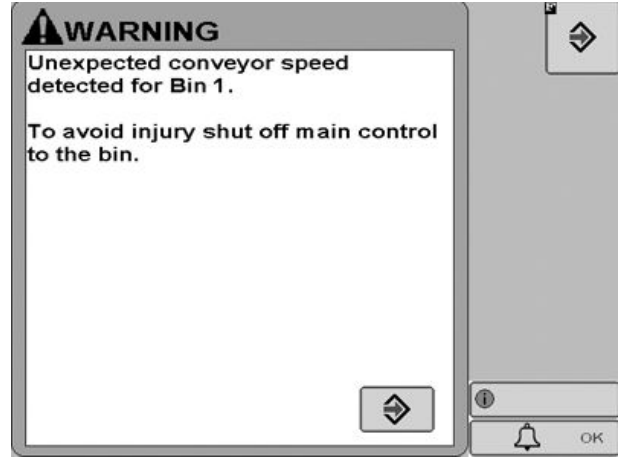 WARNING
Unexpected conveyor speed
detected for Bin 1.
To avoid injury shut off main control
to the bin.
OK